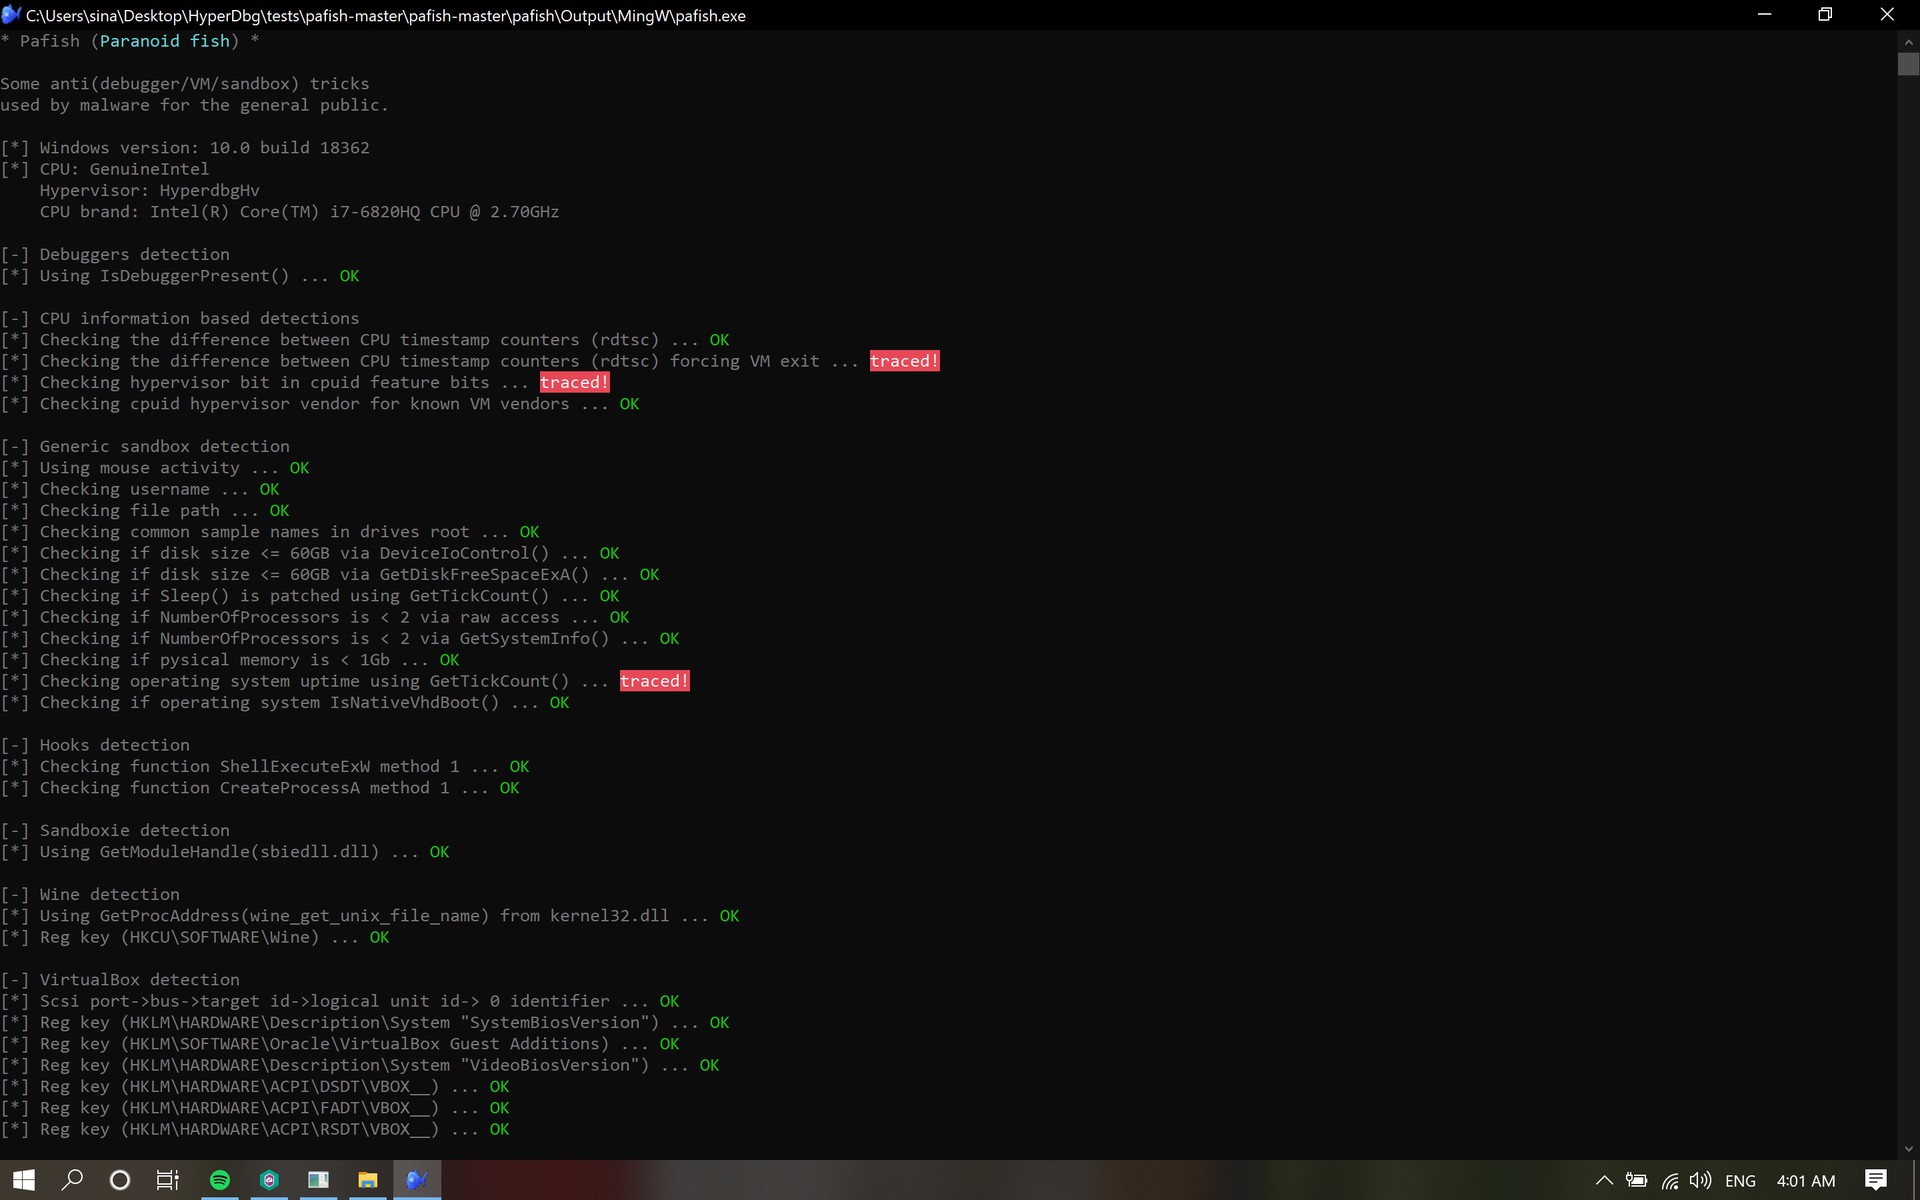 C:\Users\sina\Desktop\HyperDbg\tests\pafish-master\pafish-master\pafish\Output\MingW\pafish.exe
* Pafish (Paranoid fish) *
Some anti(debugger/VM/sandbox) tricks
used by malware for the general public.
[*] Windows version: 10.0 build 18362
[*] CPU: GenuineIntel
Hypervisor: HyperdbgHv
CPU brand: Intel(R) Core(TM) i7-6820HQ CPU @ 2.70GHz
[-] Debuggers detection
[*] Using IsDebuggerPresent() ... OK
[-] CPU information based detections
[*] Checking the difference between CPU timestamp counters (rdtsc) ... OK
[*] Checking the difference between CPU timestamp counters (rdtsc) forcing VM exit ... traced!
[*] Checking hypervisor bit in cpuid feature bits ... traced!
[*] Checking cpuid hypervisor vendor for known VM vendors ... OK
[-] Generic sandbox detection
[*] Using mouse activity ... OK
[*] Checking username ... OK
[*] Checking file path ... OK
[*] Checking common sample names in drives root ... OK
[*] Checking if disk size <= 60GB via DeviceIoControl() ... OK
[*] Checking if disk size <= 60GB via GetDiskFreeSpaceExA() ... OK
[*] Checking if Sleep() is patched using GetTickCount() ... OK
[*] Checking if NumberOfProcessors is < 2 via raw access ... OK
[*] Checking if NumberOfProcessors is < 2 via GetSystemInfo() ... OK
[*] Checking if pysical memory is < 1Gb ... OK
[*] Checking operating system uptime using GetTickCount() ... traced!
[*] Checking if operating system IsNativeVhdBoot() ... OK
[-] Hooks detection
[*] Checking function ShellExecuteExW method 1 ... OK
[*] Checking function CreateProcessA method 1 ... OK
[-] Sandboxie detection
[*] Using GetModuleHandle(sbiedll.dll) ... OK
[-] Wine detection
[*] Using GetProcAddress(wine_get_unix_file_name) from kernel32.dll ... OK
[*] Reg key (HKCU\SOFTWARE\Wine) ... OK
[-] VirtualBox detection
[*] Scsi port->bus->target id->logical unit id-> 0 identifier ... OK
[*] Reg key (HKLM\HARDWARE\Description\System "SystemBiosVersion") ... OK
[*] Reg key (HKLM\SOFTWARE\Oracle\VirtualBox Guest Additions) ... OK
[*] Reg key (HKLM\HARDWARE\Description\System "VideoBiosVersion") ... OK
[*] Reg key (HKLM\HARDWARE\ACPI\DSDT\VBOX__) ... OK
[*] Reg key (HKLM\HARDWARE\ACPI\FADT\VBOX__) ... OK
[*] Reg key (HKLM\HARDWARE\ACPI\RSDT\VBOX__) ... OK
ENG 4:01 AM